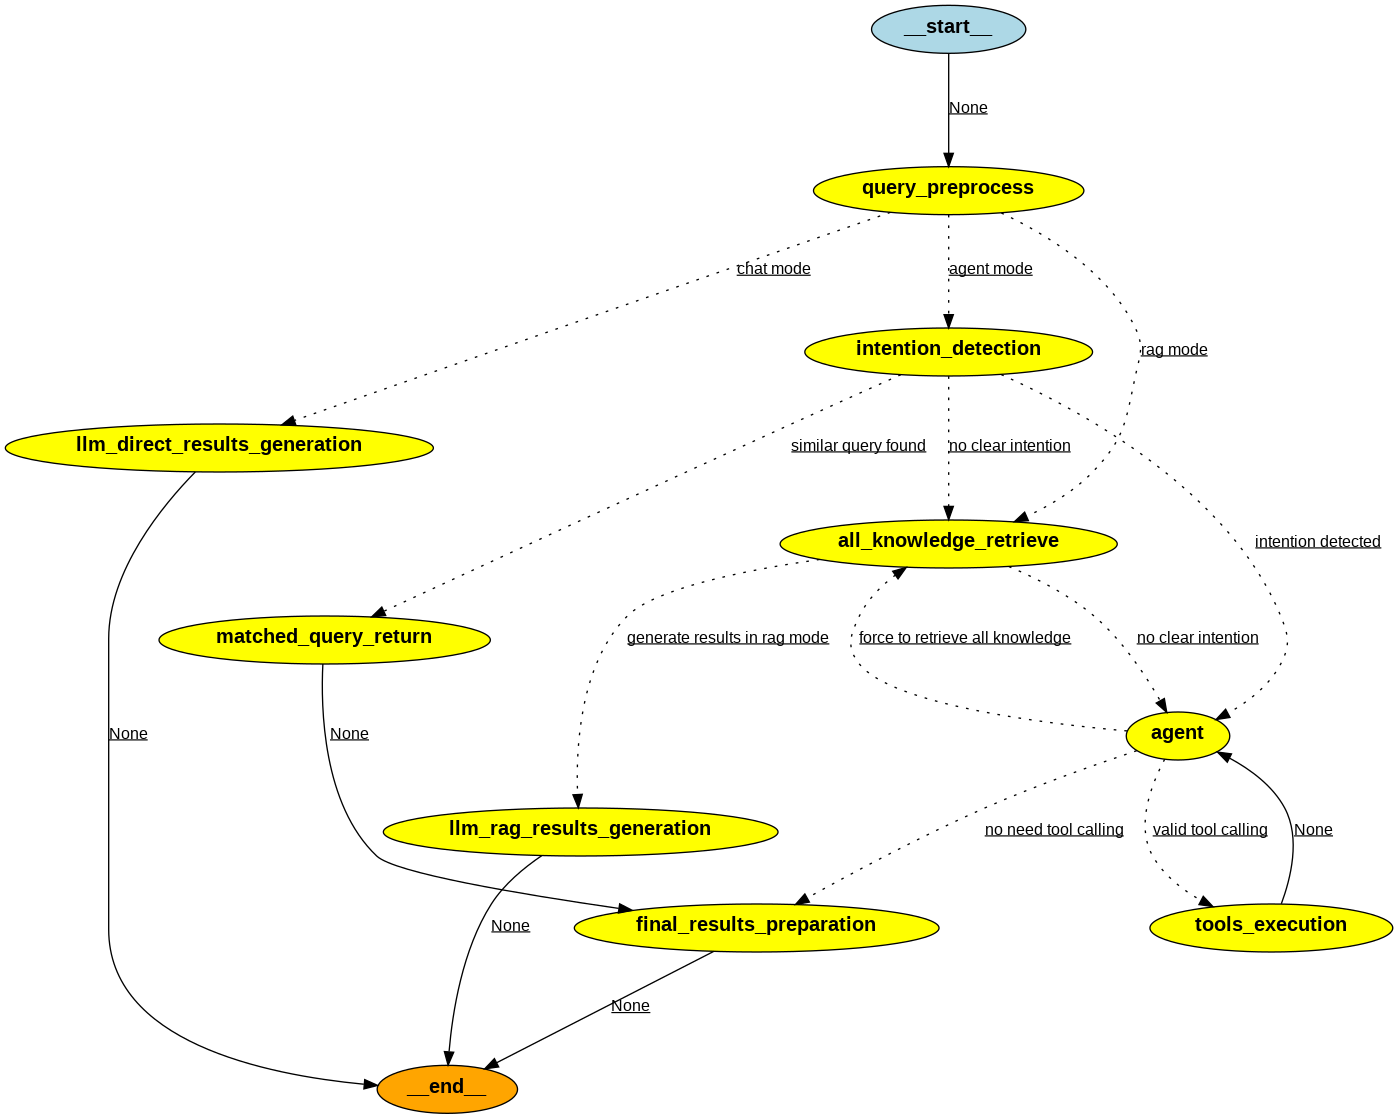 __start__
None
query_preprocess
chat mode
agent mode
intention_detection
rag mode
llm_direct_results_generation
similar query found
no clear intention
all_knowledge_retrieve
intention detected
matched_query_return
generate results in rag mode
force to retrieve all knowledge
no clear intention
None
None
agent
llm_rag_results_generation
no need tool calling
valid tool calling
None
None
final_results_preparation
tools_execution
None
__end__